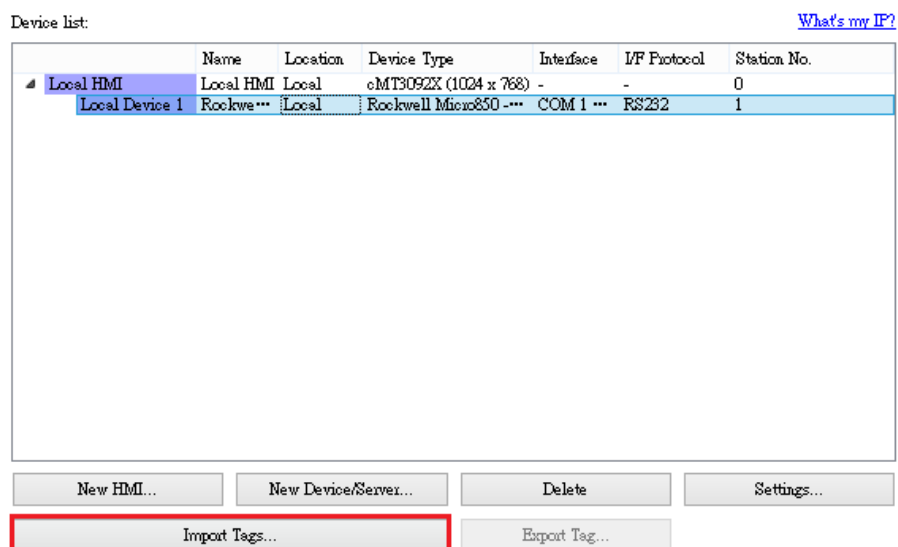 Device list: What's my IP?
Name Location Device Type Interface I/F Protocol Station No.
Local HMI Local HMI Local cMT3092X (1024 x 768) - - 0
Local Device 1 Rockwe... Local Rockwell Micro850 -... COM 1 ... RS232 1
New HMI... New Device/Server... Delete Settings...
Import Tags... Export Tag...